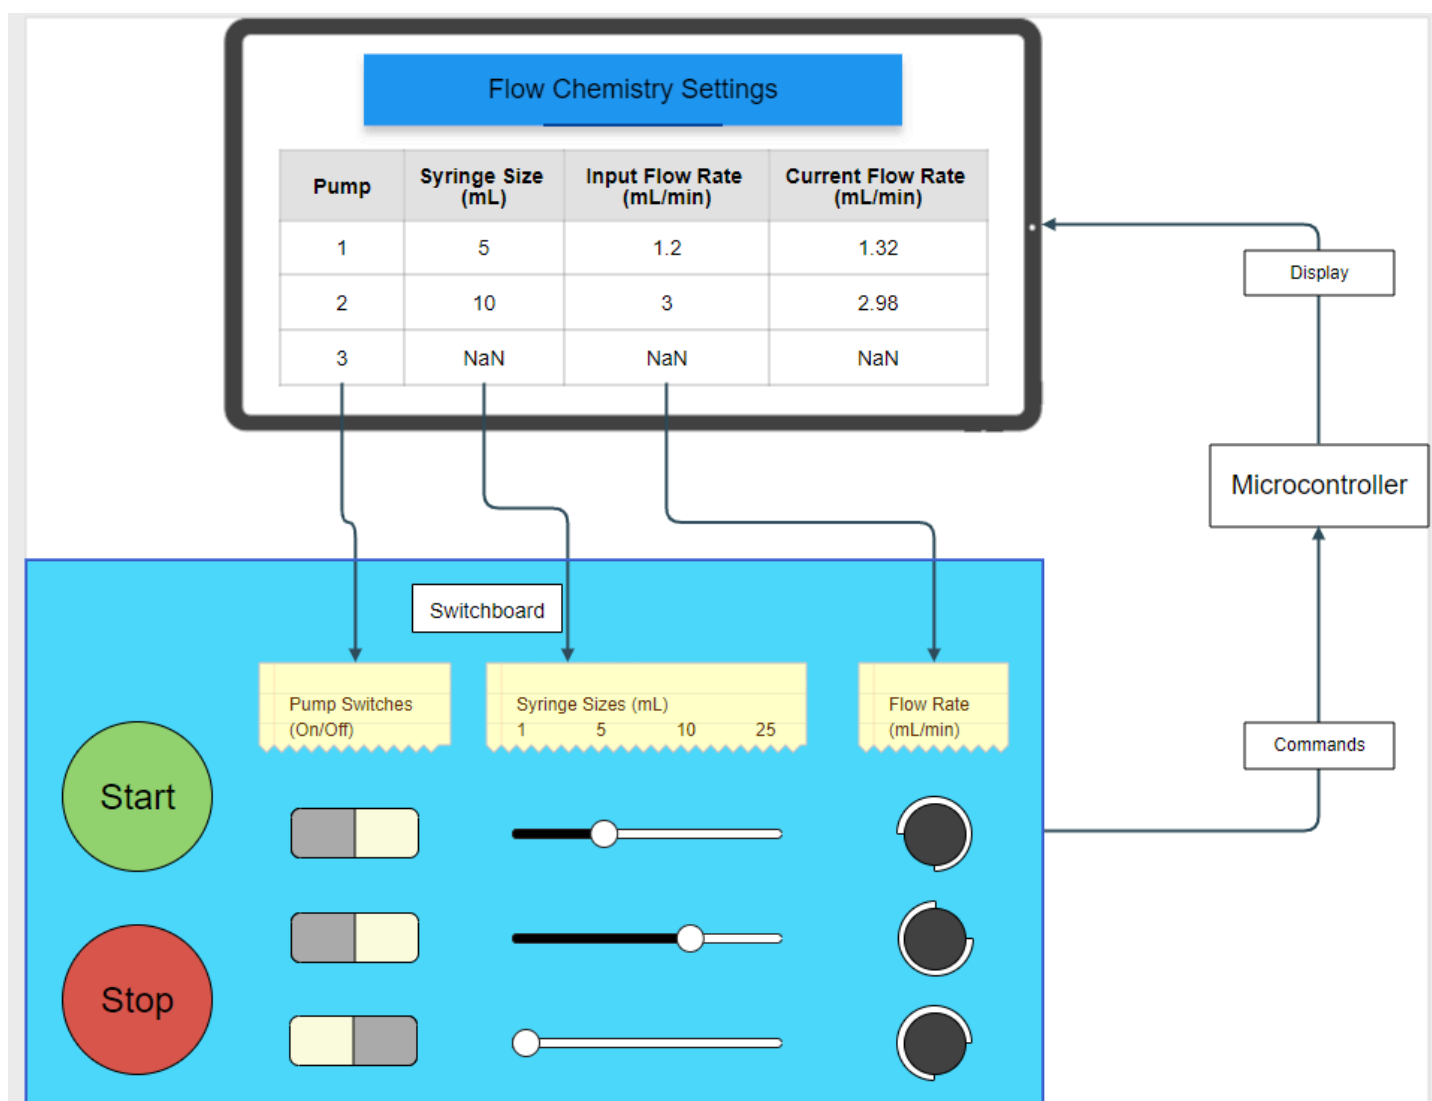 Flow Chemistry Settings
Pump Syringe Size (mL) Input Flow Rate (mL/min) Current Flow Rate (mL/min)
1 5 1.2 1.32
2 10 3 2.98
3 NaN NaN NaN
Display
Microcontroller
Commands
Switchboard
Pump Switches
(On/Off)
Syringe Sizes (mL)
1 5 10 25
Flow Rate
(mL/min)
Start
Stop